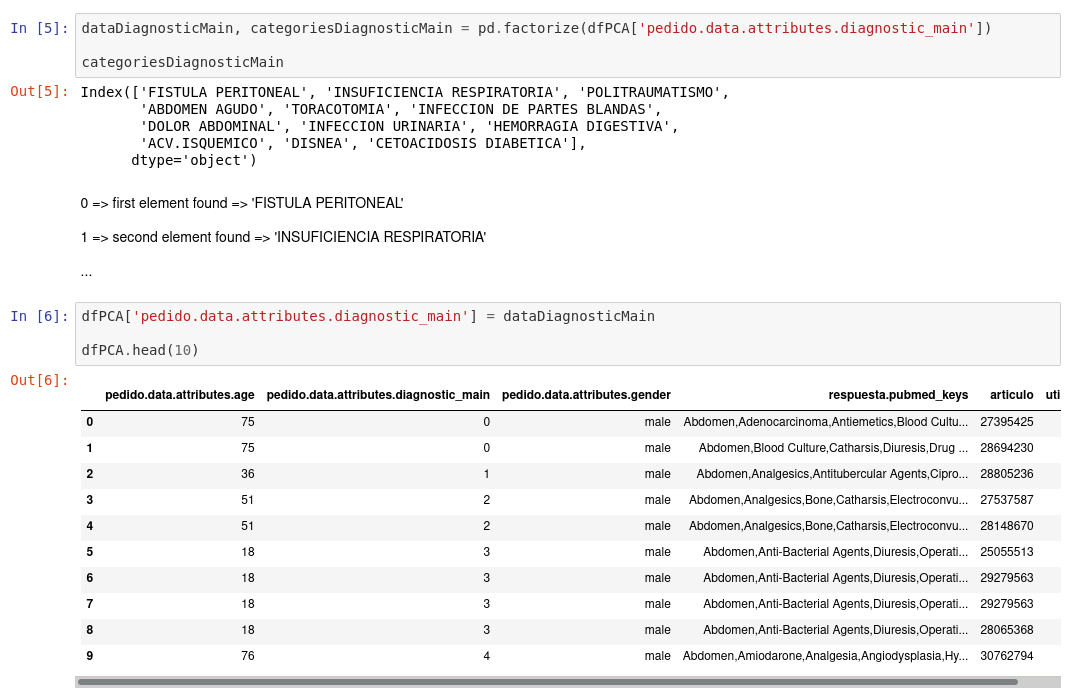 In [5]: dataDiagnosticMain, categoriesDiagnosticMain = pd.factorize(dfPCA['pedido.data.attributes.diagnostic_main'])
categoriesDiagnosticMain
Out[5]: Index(['FISTULA PERITONEAL', 'INSUFICIENCIA RESPIRATORIA', 'POLITRAUMATISMO',
'ABDOMEN AGUDO', 'TORACOTOMIA', 'INFECCION DE PARTES BLANDAS',
'DOLOR ABDOMINAL', 'INFECCION URINARIA', 'HEMORRAGIA DIGESTIVA',
'ACV.ISQUEMICO', 'DISNEA', 'CETOACIDOSIS DIABETICA'],
dtype='object')
0 => first element found => 'FISTULA PERITONEAL'
1 => second element found => 'INSUFICIENCIA RESPIRATORIA'
...
In [6]: dfPCA['pedido.data.attributes.diagnostic_main'] = dataDiagnosticMain
dfPCA.head(10)
Out[6]:
pedido.data.attributes.age pedido.data.attributes.diagnostic_main pedido.data.attributes.gender respuesta.pubmed_keys articulo uti
0 75 0 male Abdomen,Adenocarcinoma,Antiemetics,Blood Cultu... 27395425
1 75 0 male Abdomen,Blood Culture,Catharsis,Diuresis,Drug ... 28694230
2 36 1 male Abdomen,Analgesics,Antitubercular Agents,Cipro... 28805236
3 51 2 male Abdomen,Analgesics,Bone,Catharsis,Electroconvu... 27537587
4 51 2 male Abdomen,Analgesics,Bone,Catharsis,Electroconvu... 28148670
5 18 3 male Abdomen,Anti-Bacterial Agents,Diuresis,Operati... 25055513
6 18 3 male Abdomen,Anti-Bacterial Agents,Diuresis,Operati... 29279563
7 18 3 male Abdomen,Anti-Bacterial Agents,Diuresis,Operati... 29279563
8 18 3 male Abdomen,Anti-Bacterial Agents,Diuresis,Operati... 28065368
9 76 4 male Abdomen,Amiodarone,Analgesia,Angiodysplasia,Hy... 30762794